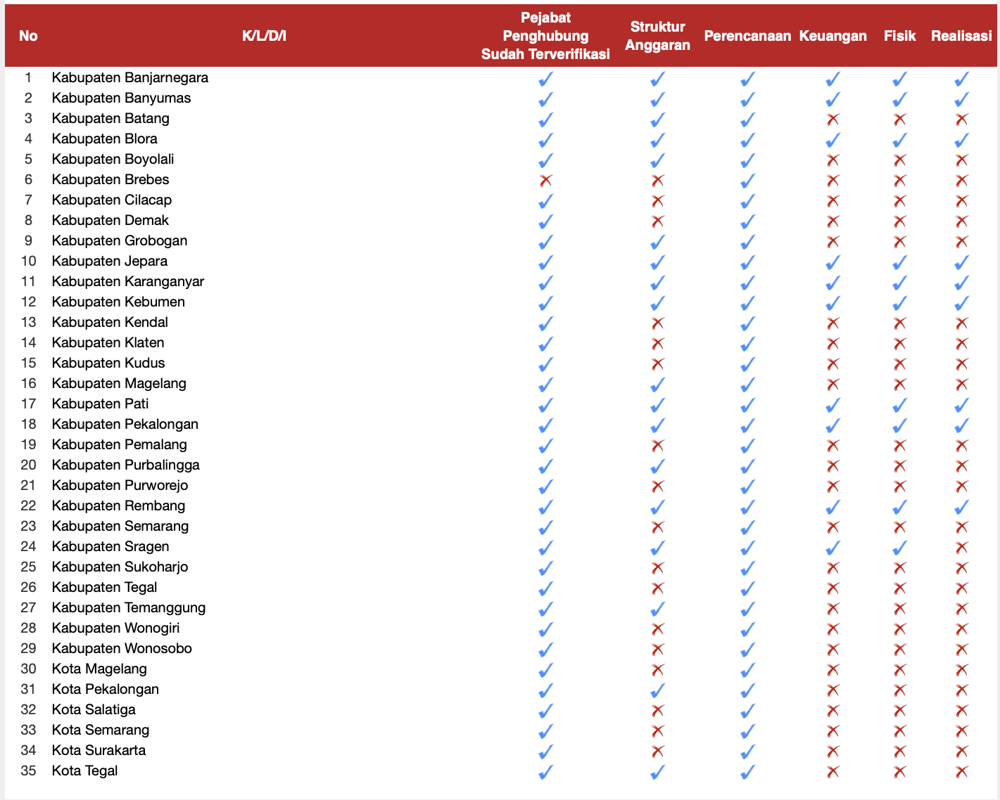 No K/L/D/I Pejabat Penghubung Sudah Terverifikasi Struktur Anggaran Perencanaan Keuangan Fisik Realisasi
1 Kabupaten Banjarnegara ✓ ✓ ✓ ✓ ✓ ✓
2 Kabupaten Banyumas ✓ ✓ ✓ ✓ ✓ ✓
3 Kabupaten Batang ✓ ✓ ✓ ✗ ✗ ✗
4 Kabupaten Blora ✓ ✓ ✓ ✓ ✓ ✓
5 Kabupaten Boyolali ✓ ✓ ✓ ✗ ✗ ✗
6 Kabupaten Brebes ✗ ✗ ✓ ✗ ✗ ✗
7 Kabupaten Cilacap ✓ ✗ ✓ ✗ ✗ ✗
8 Kabupaten Demak ✓ ✗ ✓ ✗ ✗ ✗
9 Kabupaten Grobogan ✓ ✓ ✓ ✗ ✗ ✗
10 Kabupaten Jepara ✓ ✓ ✓ ✓ ✓ ✓
11 Kabupaten Karanganyar ✓ ✓ ✓ ✓ ✓ ✓
12 Kabupaten Kebumen ✓ ✓ ✓ ✓ ✓ ✓
13 Kabupaten Kendal ✓ ✗ ✓ ✗ ✗ ✗
14 Kabupaten Klaten ✓ ✗ ✓ ✗ ✗ ✗
15 Kabupaten Kudus ✓ ✗ ✓ ✗ ✗ ✗
16 Kabupaten Magelang ✓ ✓ ✓ ✗ ✗ ✗
17 Kabupaten Pati ✓ ✓ ✓ ✓ ✓ ✓
18 Kabupaten Pekalongan ✓ ✓ ✓ ✓ ✓ ✓
19 Kabupaten Pemalang ✓ ✗ ✓ ✗ ✗ ✗
20 Kabupaten Purbalingga ✓ ✓ ✓ ✗ ✗ ✗
21 Kabupaten Purworejo ✓ ✗ ✓ ✗ ✗ ✗
22 Kabupaten Rembang ✓ ✓ ✓ ✓ ✓ ✓
23 Kabupaten Semarang ✓ ✗ ✓ ✗ ✗ ✗
24 Kabupaten Sragen ✓ ✓ ✓ ✓ ✓ ✗
25 Kabupaten Sukoharjo ✓ ✗ ✓ ✗ ✗ ✗
26 Kabupaten Tegal ✓ ✗ ✓ ✗ ✗ ✗
27 Kabupaten Temanggung ✓ ✓ ✓ ✗ ✗ ✗
28 Kabupaten Wonogiri ✓ ✗ ✓ ✗ ✗ ✗
29 Kabupaten Wonosobo ✓ ✗ ✓ ✗ ✗ ✗
30 Kota Magelang ✓ ✗ ✓ ✗ ✗ ✗
31 Kota Pekalongan ✓ ✓ ✓ ✗ ✗ ✗
32 Kota Salatiga ✓ ✗ ✓ ✗ ✗ ✗
33 Kota Semarang ✓ ✗ ✓ ✗ ✗ ✗
34 Kota Surakarta ✓ ✗ ✓ ✗ ✗ ✗
35 Kota Tegal ✓ ✓ ✓ ✗ ✗ ✗